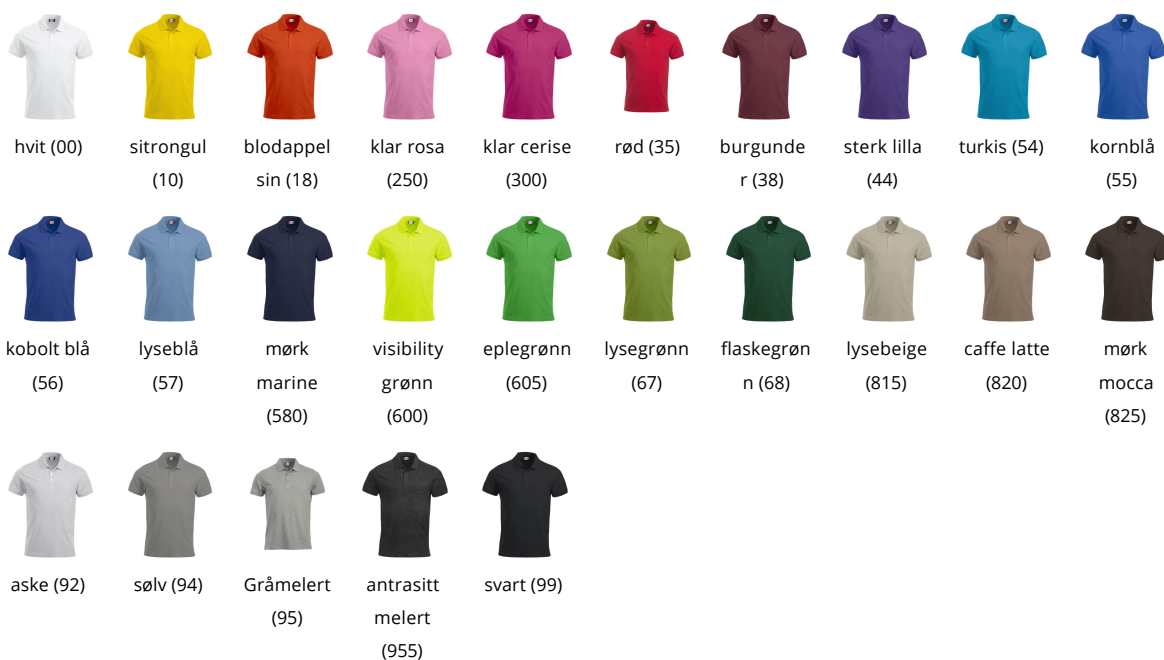 hvit (00)
sitrongul
(10)
blodappel
sin (18)
klar rosa
(250)
klar cerise
(300)
rød (35)
burgunde
r (38)
sterk lilla
(44)
turkis (54)
kornblå
(55)
kobolt blå
(56)
lyseblå
(57)
mørk
marine
(580)
visibility
grønn
(600)
eplegrønn
(605)
lysegrønn
(67)
flaskegrøn
n (68)
lysebeige
(815)
caffe latte
(820)
mørk
mocca
(825)
aske (92)
sølv (94)
Gråmelert
(95)
antrasitt
melert
(955)
svart (99)